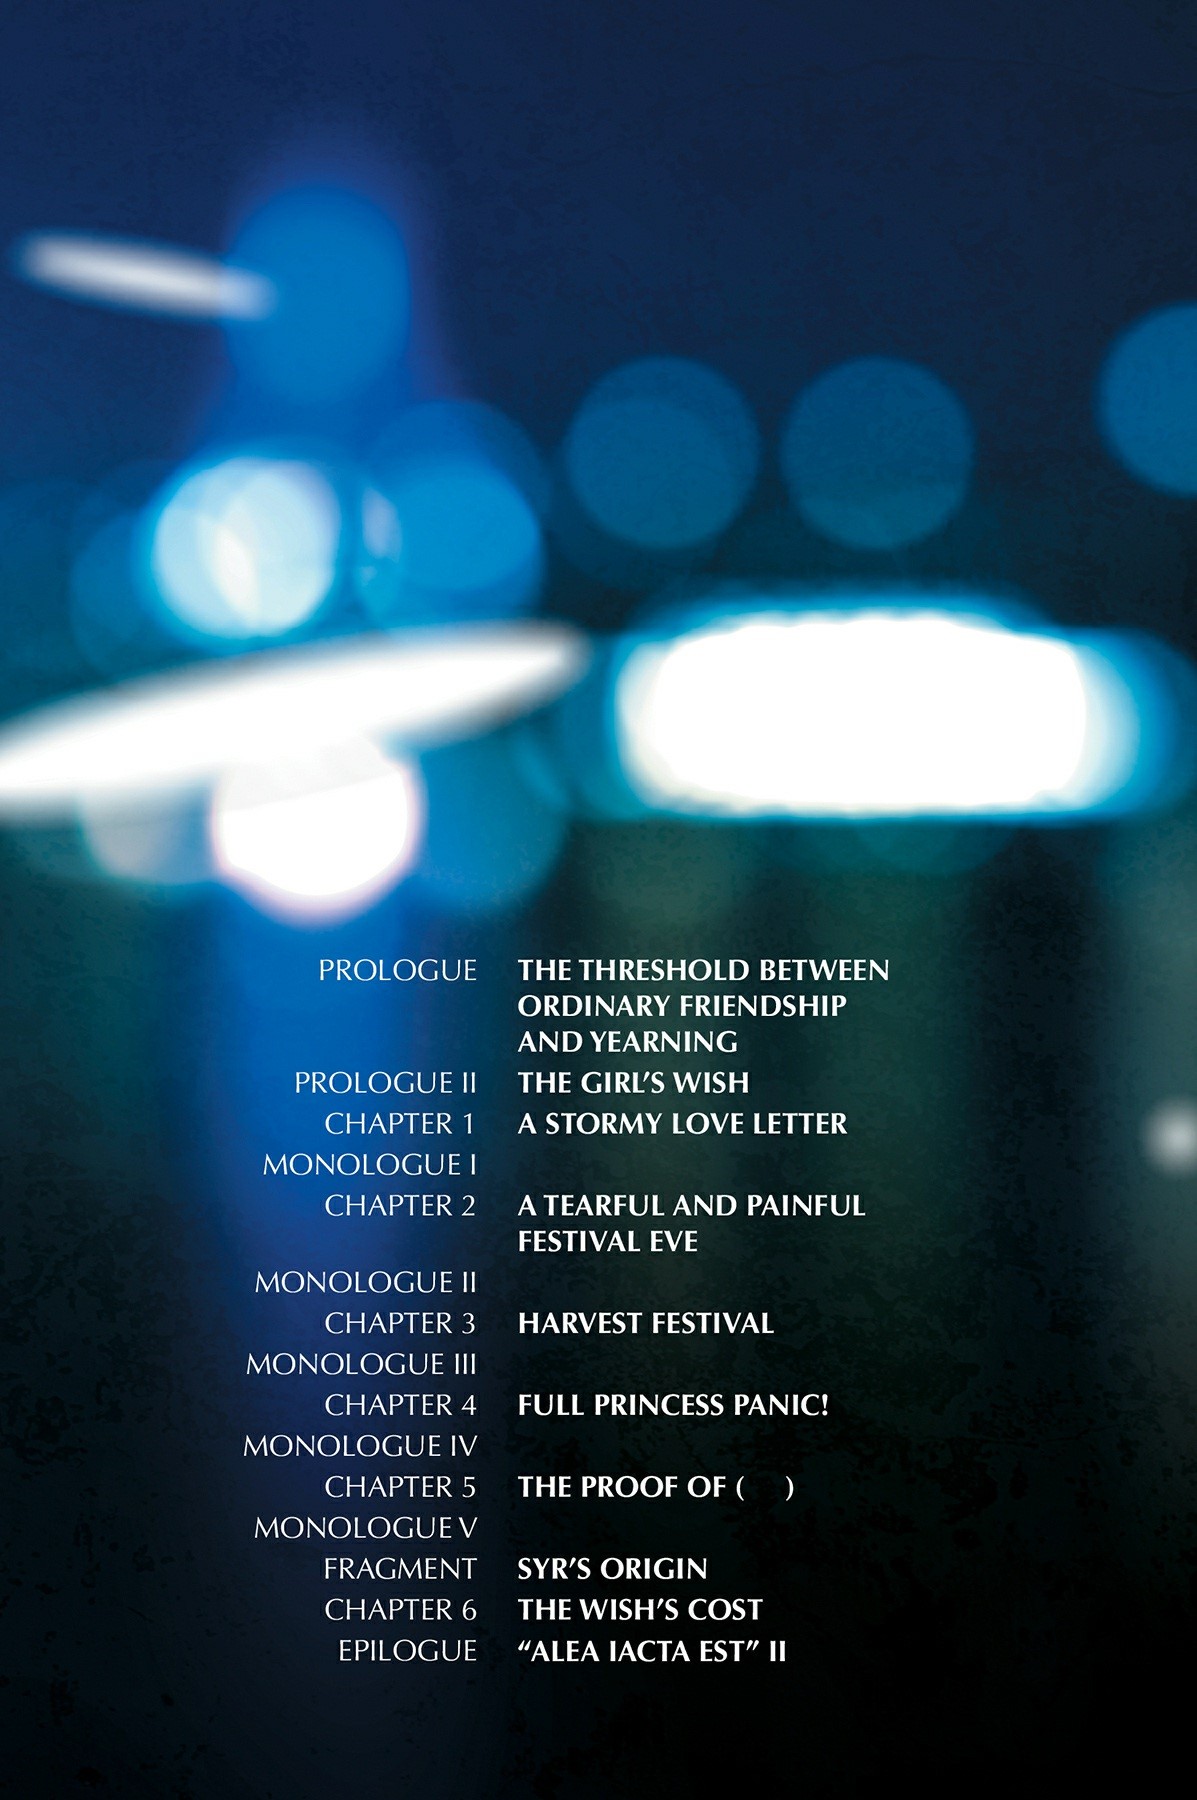 PROLOGUE THE THRESHOLD BETWEEN
ORDINARY FRIENDSHIP
AND YEARNING
PROLOGUE II THE GIRL'S WISH
CHAPTER 1 A STORMY LOVE LETTER
MONOLOGUE I
CHAPTER 2 A TEARFUL AND PAINFUL
FESTIVAL EVE
MONOLOGUE II
CHAPTER 3 HARVEST FESTIVAL
MONOLOGUE III
CHAPTER 4 FULL PRINCESS PANIC!
MONOLOGUE IV
CHAPTER 5 THE PROOF OF (    )
MONOLOGUE V
FRAGMENT SYR'S ORIGIN
CHAPTER 6 THE WISH'S COST
EPILOGUE “ALEA IACTA EST” II